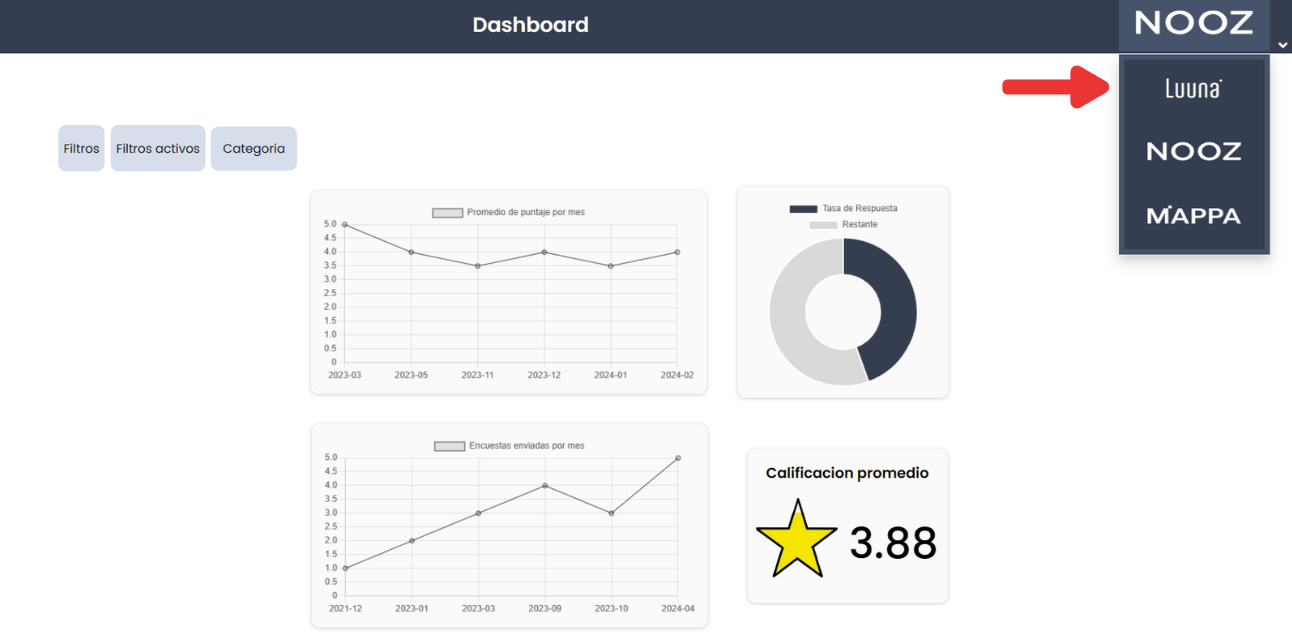 Dashboard
NOOZ
Luuna
NOOZ
MAPPA
Filtros
Filtros activos
Categoria
Promedio de puntaje por mes
5.0
4.5
4.0
3.5
3.0
2.5
2.0
1.5
1.0
0.5
0
2023-03 2023-05 2023-11 2023-12 2024-01 2024-02
Tasa de Respuesta
Restante
Encuestas enviadas por mes
5.0
4.5
4.0
3.5
3.0
2.5
2.0
1.5
1.0
0.5
0
2021-12 2023-01 2023-03 2023-09 2023-10 2024-04
Calificacion promedio
3.88